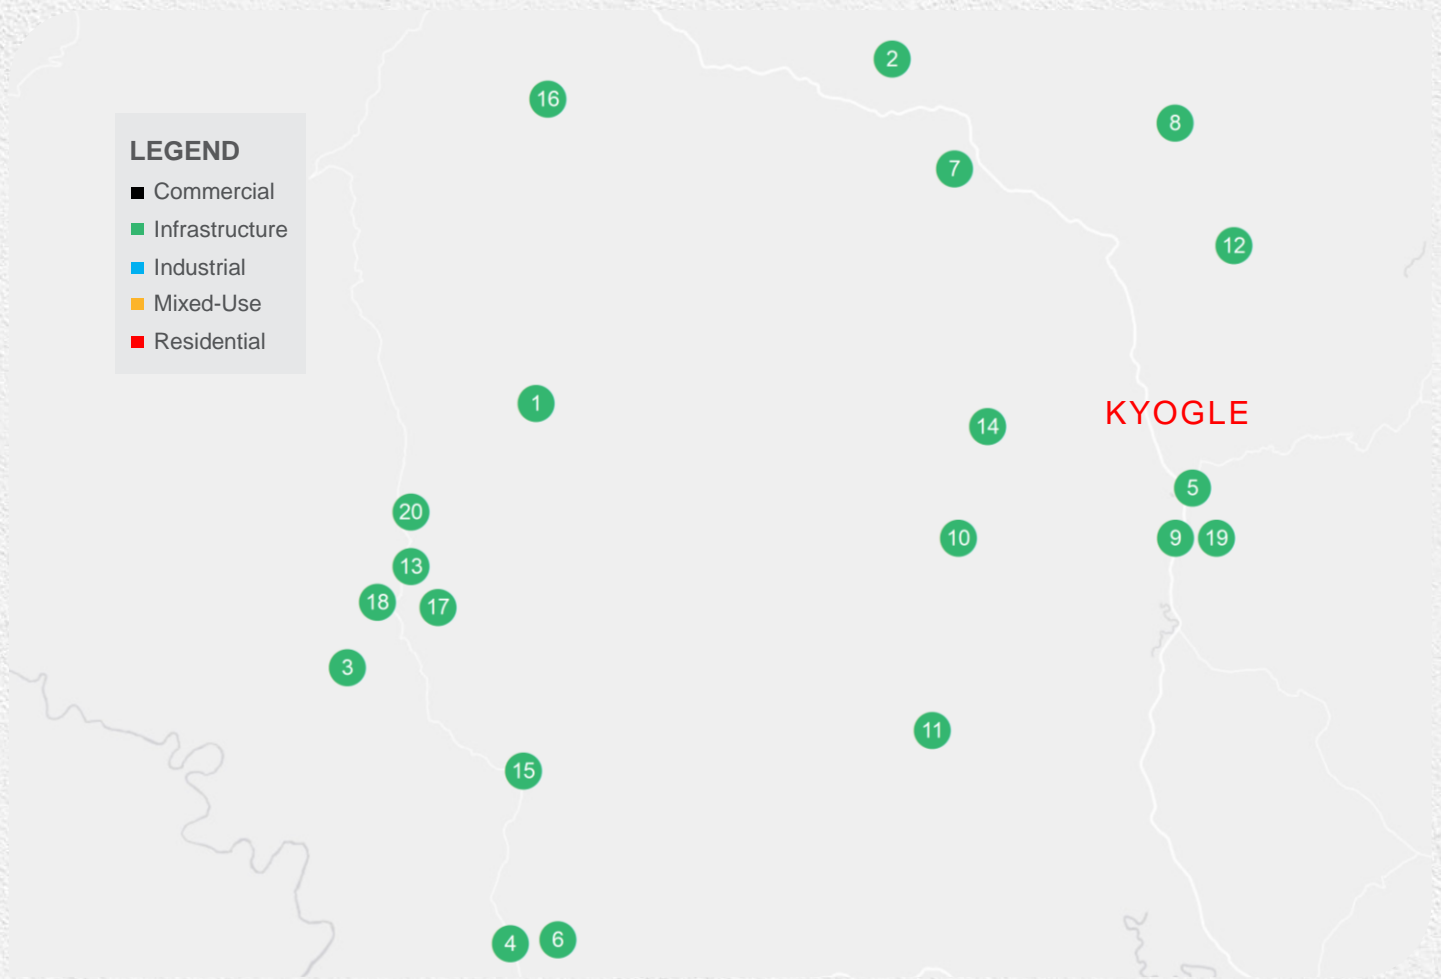 2
16
8
LEGEND
7
Commercial
Infrastructure
12
Industrial
Mixed-Use
Residential
1
KYOGLE
14
5
20
10
9
19
13
18
17
3
11
15
4
6